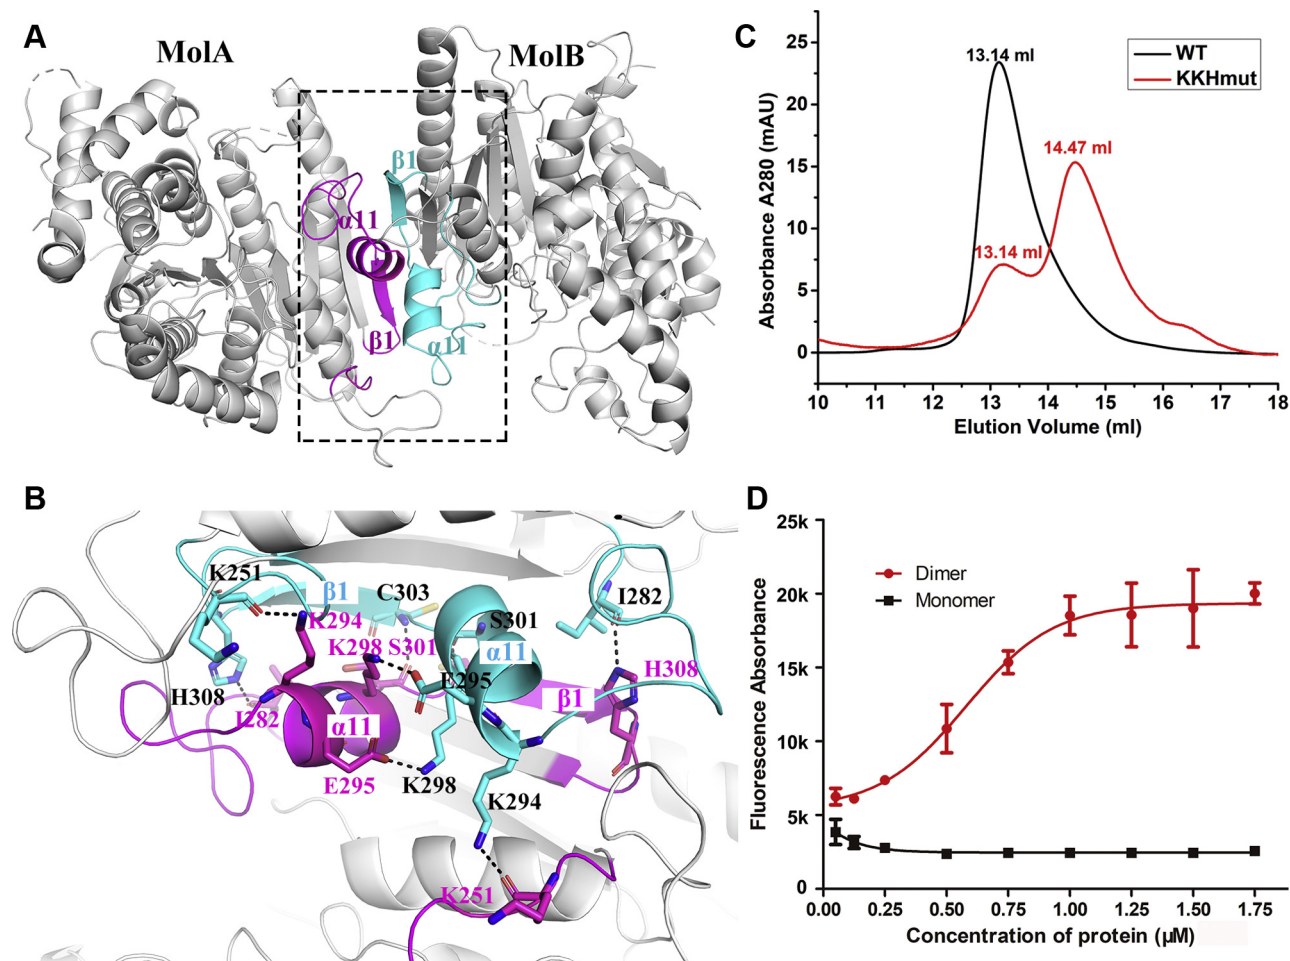 A
MolA
MolB
β1
α11
β1
α11
B
K251
β1
C303
I282
K294
S301
K298
S301
α11
E295
H308
H308
I282
α11
β1
E295
K298
K294
K251
C
13.14 ml
WT
KKHmut
14.47 ml
13.14 ml
Absorbance A280 (mAU)
25
20
15
10
5
0
10 11 12 13 14 15 16 17 18
Elution Volume (ml)
D
25k
20k
15k
10k
5k
0
Dimer
Monomer
Fluorescence Absorbance
0.00 0.25 0.50 0.75 1.00 1.25 1.50 1.75
Concentration of protein (μM)